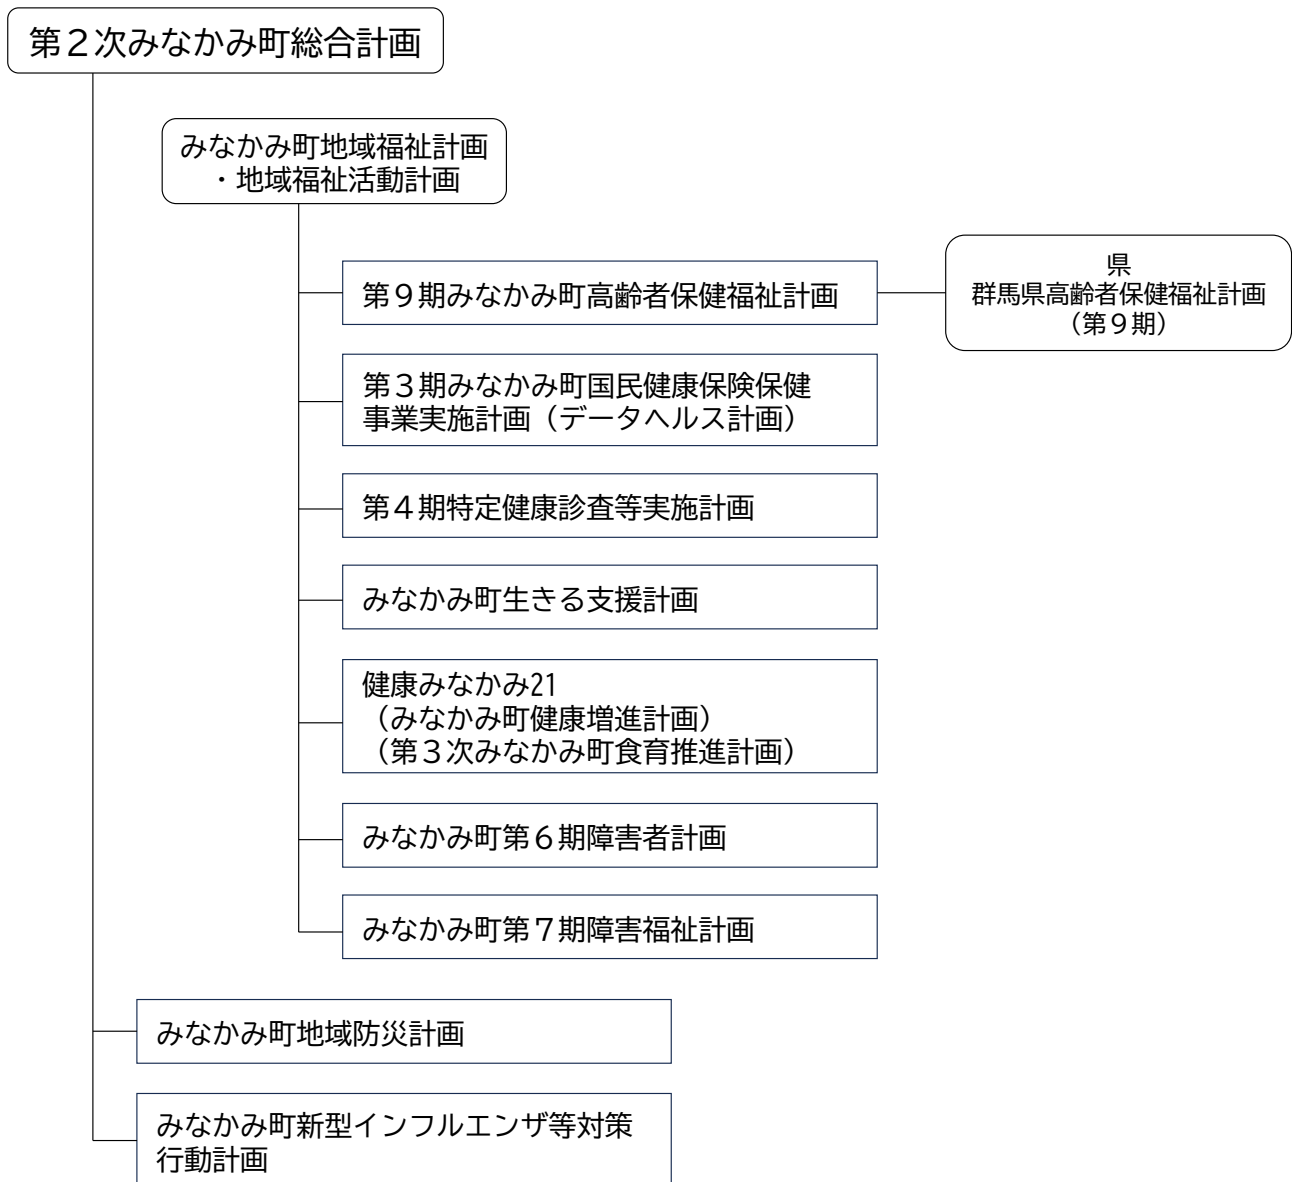 第２次みなかみ町総合計画
みなかみ町地域福祉計画
・地域福祉活動計画
第９期みなかみ町高齢者保健福祉計画
県
群馬県高齢者保健福祉計画
（第９期）
第３期みなかみ町国民健康保険保健
事業実施計画（データヘルス計画）
第４期特定健康診査等実施計画
みなかみ町生きる支援計画
健康みなかみ21
（みなかみ町健康増進計画）
（第３次みなかみ町食育推進計画）
みなかみ町第６期障害者計画
みなかみ町第７期障害福祉計画
みなかみ町地域防災計画
みなかみ町新型インフルエンザ等対策
行動計画